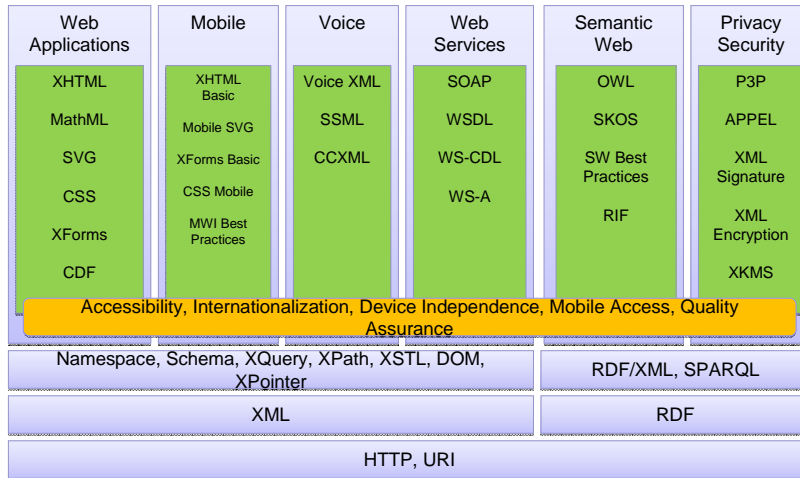 Web
Applications
XHTML
MathML
SVG
CSS
XForms
CDF
Mobile
XHTML
Basic
Mobile SVG
XForms Basic
CSS Mobile
MWI Best
Practices
Voice
Voice XML
SSML
CCXML
Web
Services
SOAP
WSDL
WS-CDL
WS-A
Semantic
Web
OWL
SKOS
SW Best
Practices
RIF
Privacy
Security
P3P
APPEL
XML
Signature
XML
Encryption
XKMS
Accessibility, Internationalization, Device Independence, Mobile Access, Quality
Assurance
Namespace, Schema, XQuery, XPath, XSTL, DOM,
XPointer
RDF/XML, SPARQL
XML
RDF
HTTP, URI